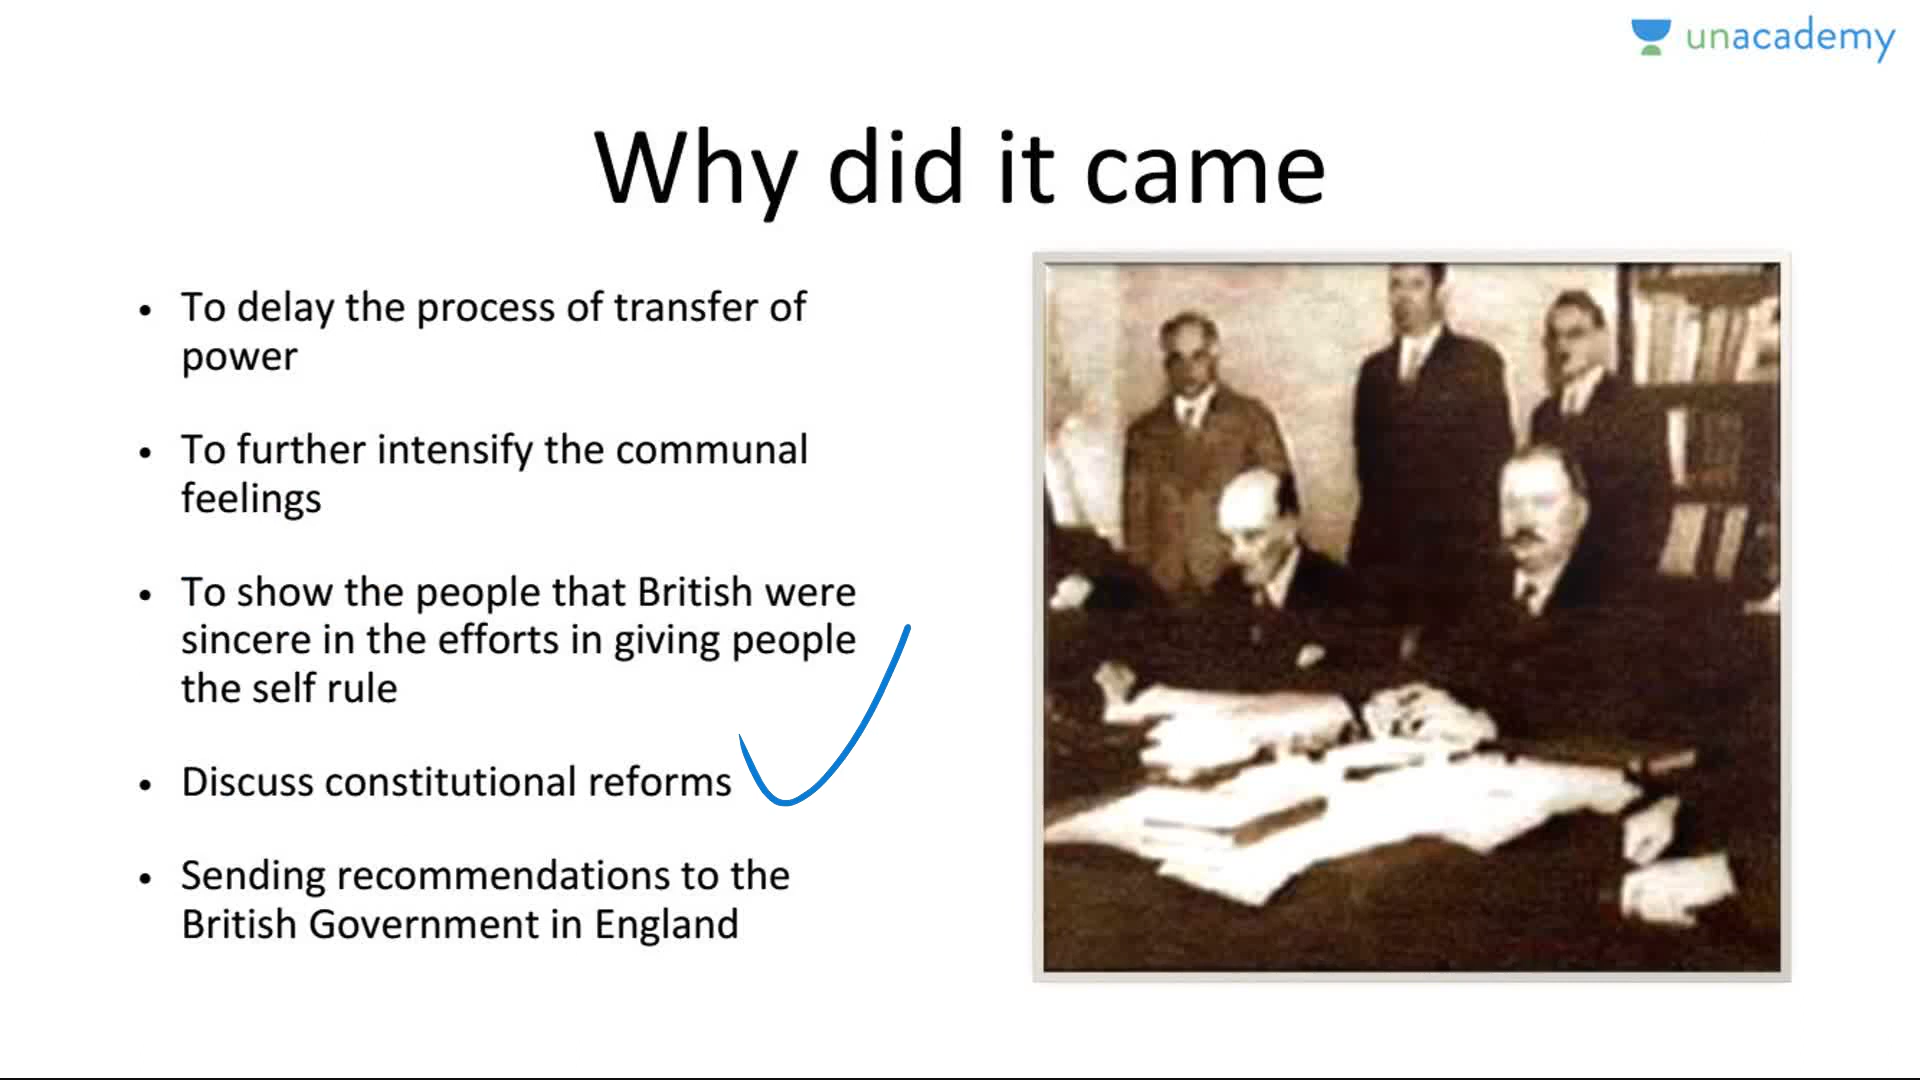 unacademy
Why did it came
• To delay the process of transfer of
power
• To further intensify the communal
feelings
• To show the people that British were
sincere in the efforts in giving people
the self rule
• Discuss constitutional reforms
• Sending recommendations to the
British Government in England